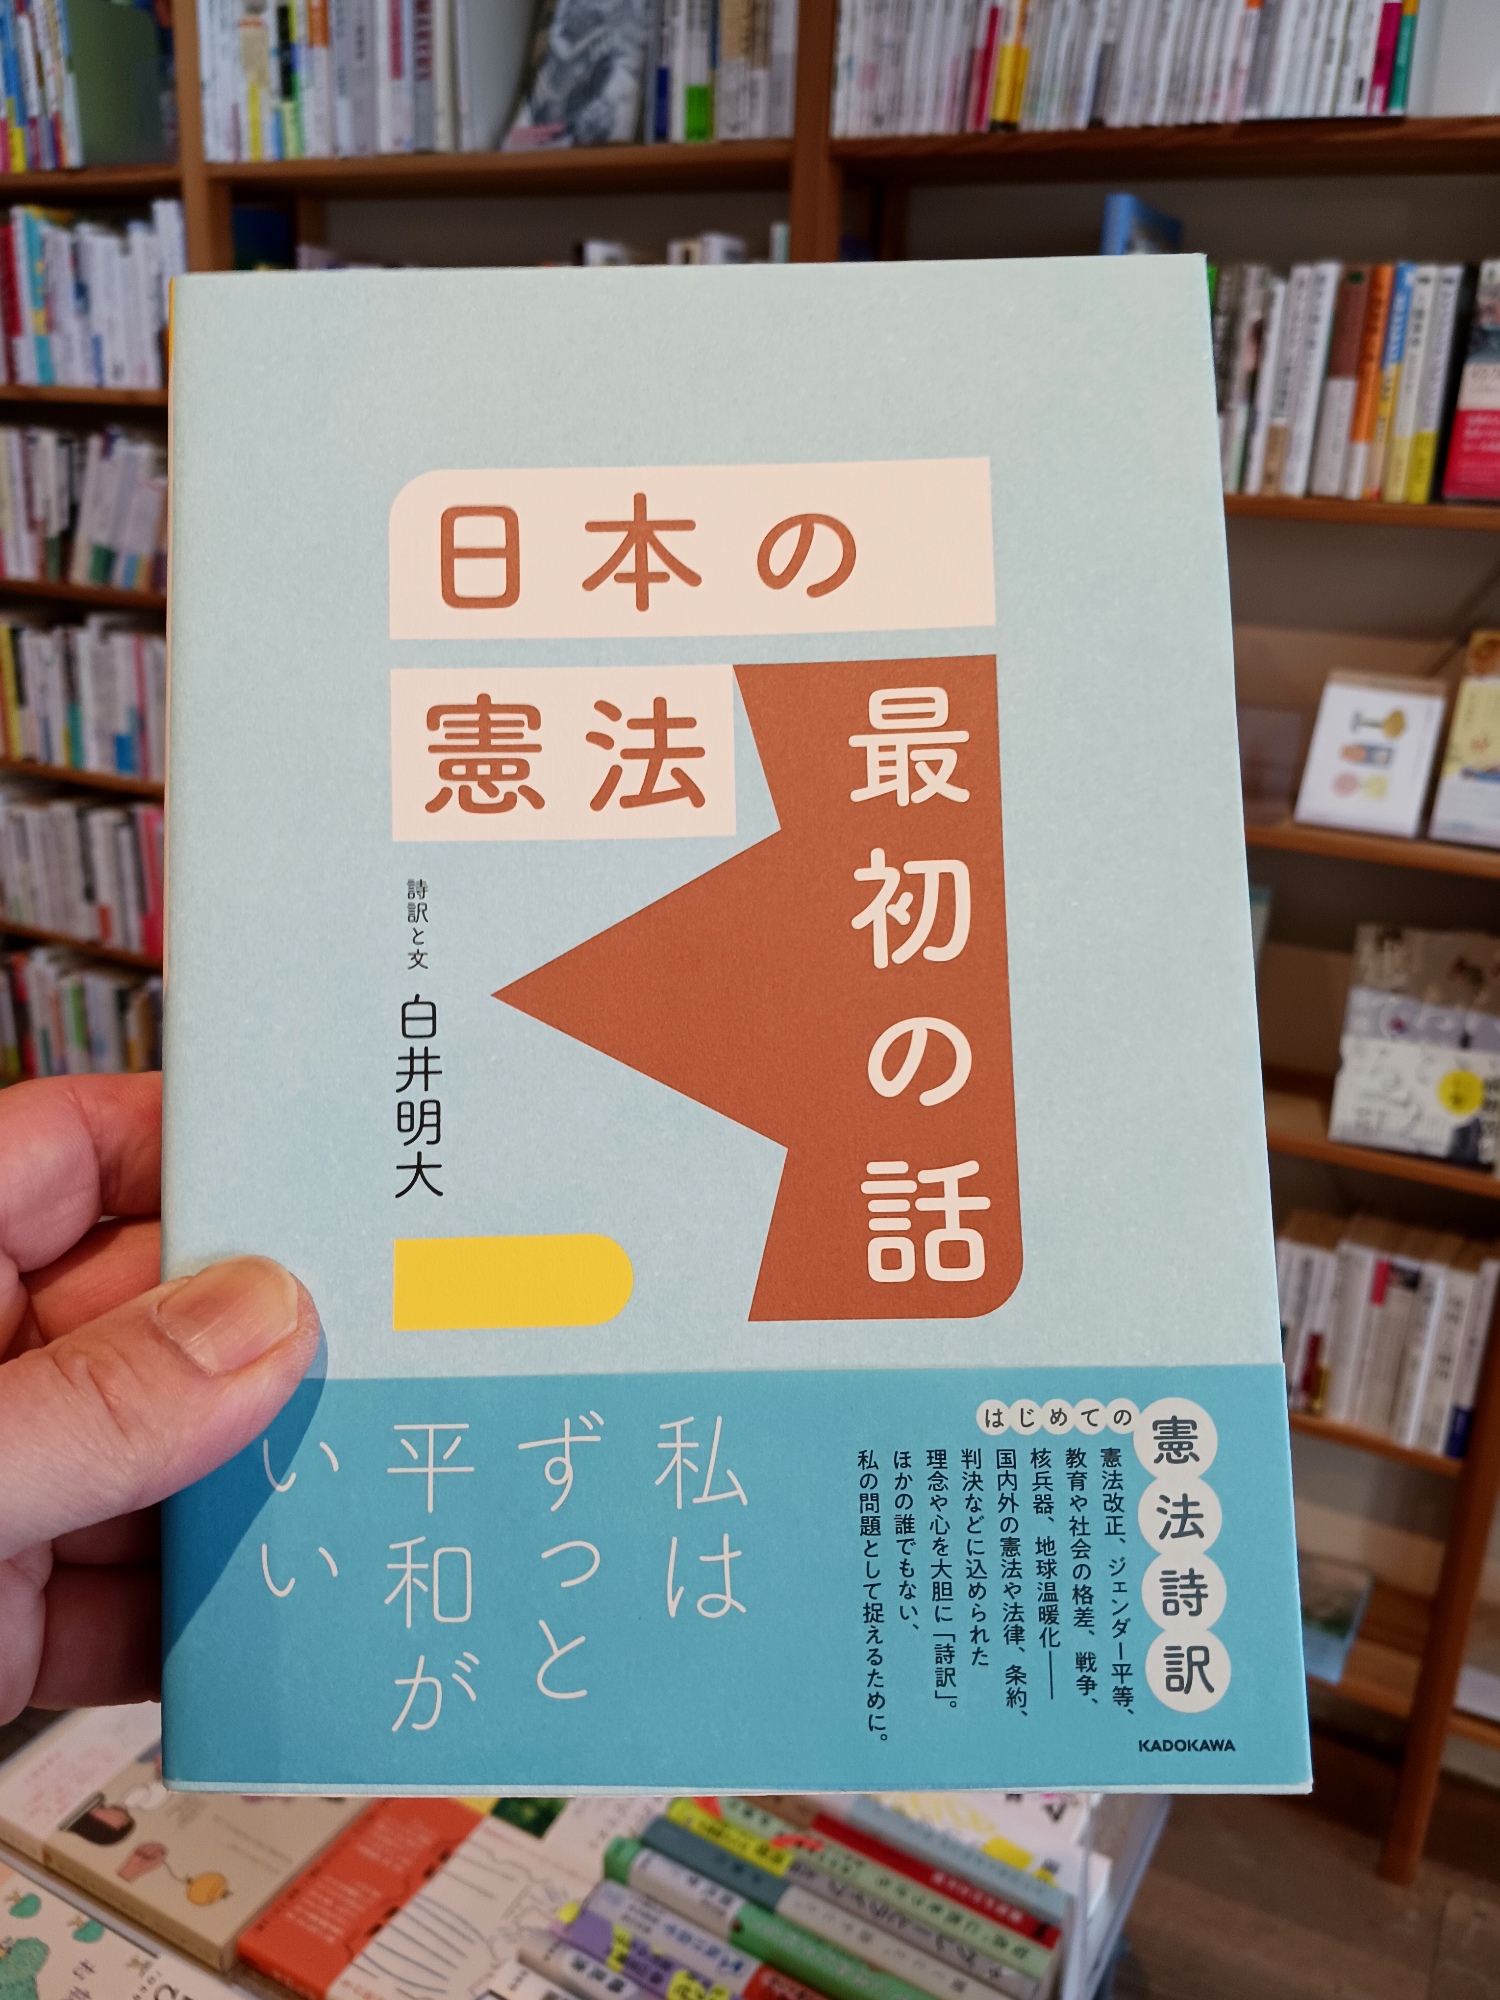 日本の
憲法
最初の話
詩訳と文 白井明大
はじめての
憲法詩訳
憲法改正、ジェンダー平等、
教育や社会の格差、戦争、
核兵器、地球温暖化——
国内外の憲法や法律、条約、
判決などに込められた
理念や心を大胆に「詩訳」。
ほかの誰でもない、
私の問題として捉えるために。
私は
ずっと
平和が
いい
KADOKAWA